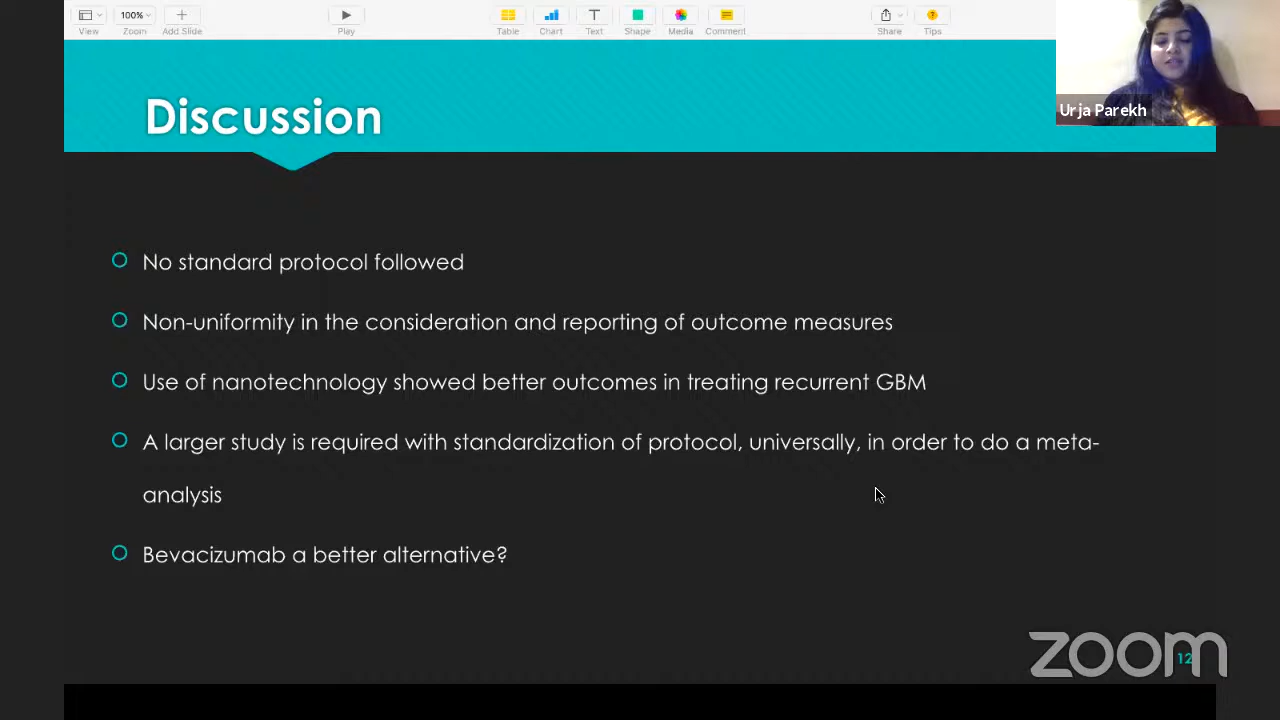 View
100%
Zoom
Add Slide
Play
Table
Chart
Text
Shape
Media
Comment
Share
Tips
Urja Parekh
Discussion
No standard protocol followed
Non-uniformity in the consideration and reporting of outcome measures
Use of nanotechnology showed better outcomes in treating recurrent GBM
A larger study is required with standardization of protocol, universally, in order to do a meta-
analysis
Bevacizumab a better alternative?
12
zoom